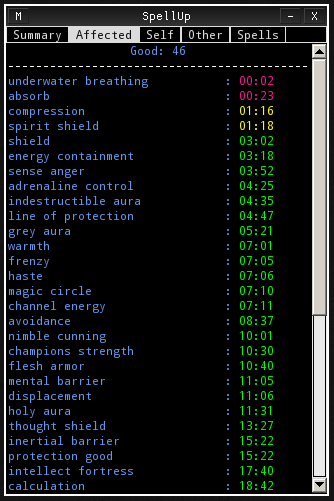 M SpellUp – X
Summary Affected Self Other Spells
Good: 46
underwater breathing : 00:02
absorb : 00:23
compression : 01:16
spirit shield : 01:18
shield : 03:02
energy containment : 03:18
sense anger : 03:52
adrenaline control : 04:25
indestructible aura : 04:35
line of protection : 04:47
grey aura : 05:21
warmth : 07:01
frenzy : 07:05
haste : 07:06
magic circle : 07:10
channel energy : 07:11
avoidance : 08:37
nimble cunning : 10:01
champions strength : 10:30
flesh armor : 10:40
mental barrier : 11:05
displacement : 11:06
holy aura : 11:31
thought shield : 13:27
inertial barrier : 15:22
protection good : 15:22
intellect fortress : 17:40
calculation : 18:42